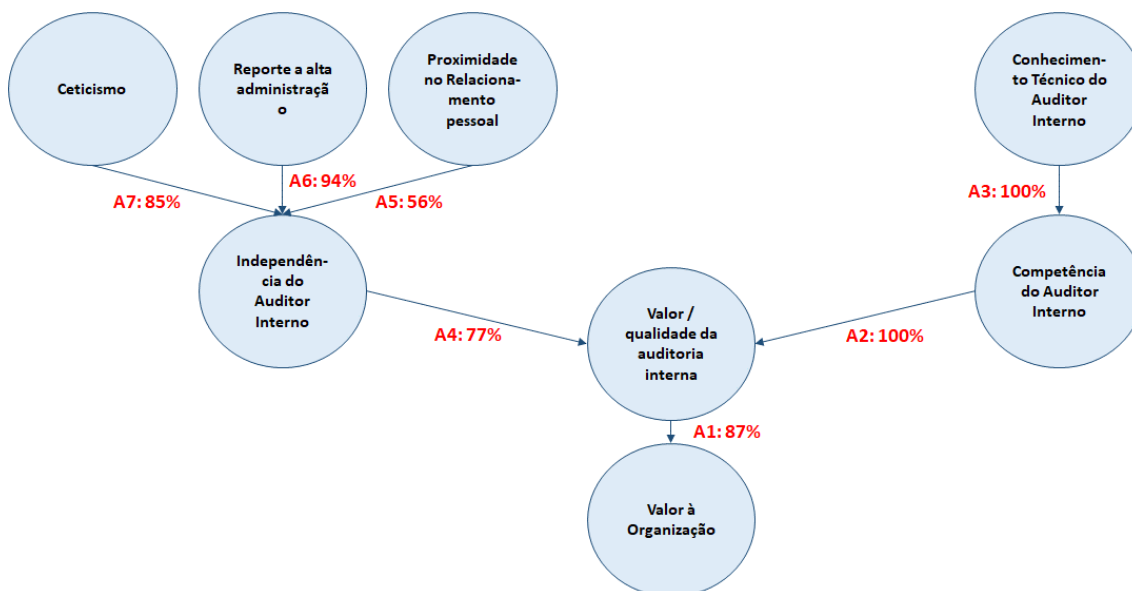 Ceticismo
Reporte a alta
administraçã
o
Proximidade
no Relaciona-
mento
pessoal
Conhecimen-
to Técnico do
Auditor
Interno
A7: 85%
A6: 94%
A5: 56%
A3: 100%
Independên-
cia do
Auditor
Interno
Competência
do Auditor
Interno
A4: 77%
Valor /
qualidade da
auditoria
interna
A2: 100%
A1: 87%
Valor à
Organização